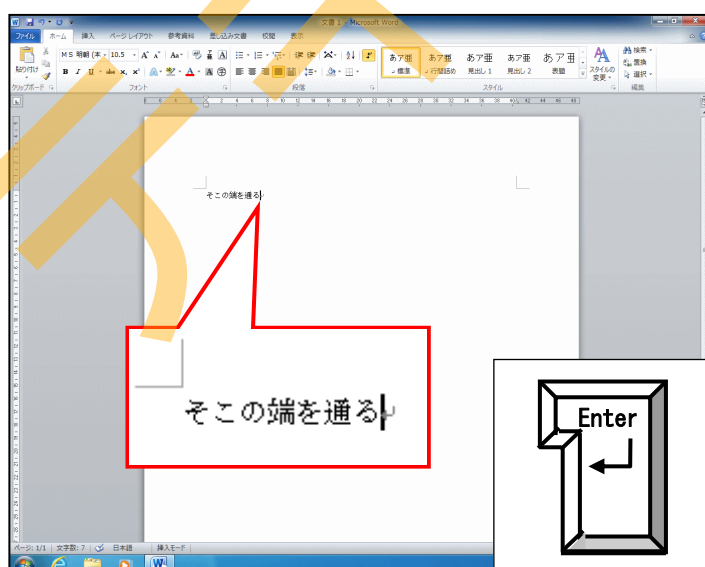 文書 1 - Microsoft Word
ファイル ホーム 挿入 ページ レイアウト 参考資料 差し込み文書 校閲 表示
貼り付け
MS 明朝 (本 10.5
あア亜 あア亜 あア亜 あア亜 あア亜
標準 行間詰め 見出し 1 見出し 2 表題
スタイルの
変更
検索
置換
選択
クリップボード フォント 段落 スタイル 編集
そこの端を通る
そこの端を通る
Enter
ページ: 1/1 文字数: 7 日本語 挿入モード